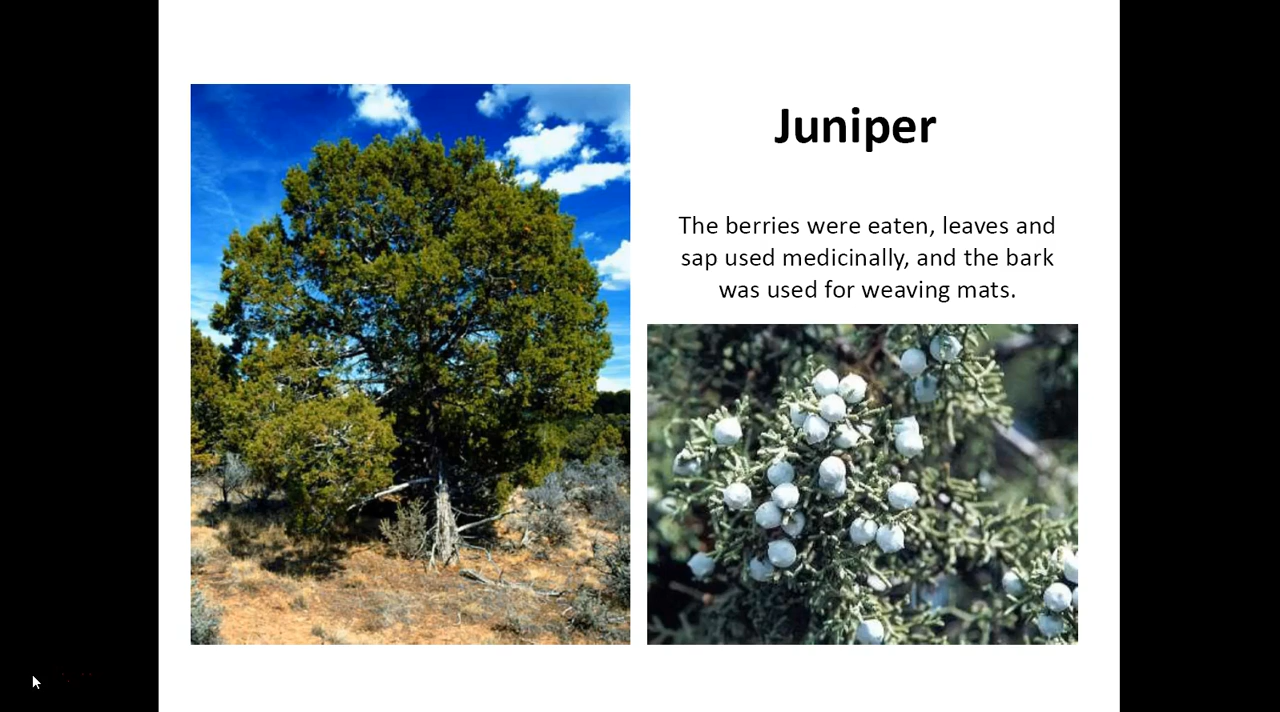 Juniper
The berries were eaten, leaves and
sap used medicinally, and the bark
was used for weaving mats.